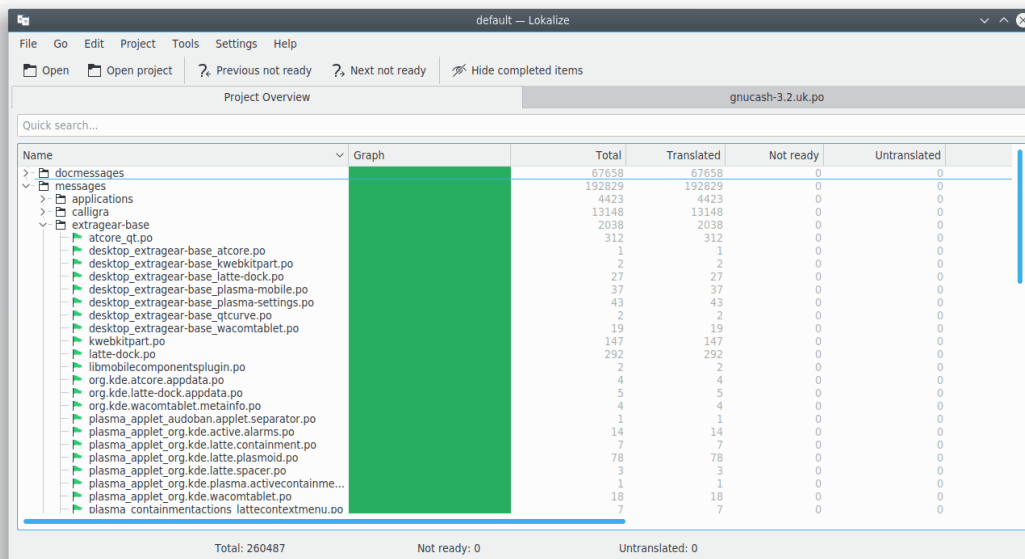 default — Lokalize
File Go Edit Project Tools Settings Help
Open Open project Previous not ready Next not ready Hide completed items
Project Overview gnucash-3.2.uk.po
Quick search...
Name Graph Total Translated Not ready Untranslated
docmessages 67658 67658 0 0
messages 192829 192829 0 0
applications 4423 4423 0 0
calligra 13148 13148 0 0
extragear-base 2038 2038 0 0
atcore_qt.po 312 312 0 0
desktop_extragear-base_atcore.po 1 1 0 0
desktop_extragear-base_kwebkitpart.po 2 2 0 0
desktop_extragear-base_latte-dock.po 27 27 0 0
desktop_extragear-base_plasma-mobile.po 37 37 0 0
desktop_extragear-base_plasma-settings.po 43 43 0 0
desktop_extragear-base_qtcurve.po 2 2 0 0
desktop_extragear-base_wacomtablet.po 19 19 0 0
kwebkitpart.po 147 147 0 0
latte-dock.po 292 292 0 0
libmobilecomponentsplugin.po 2 2 0 0
org.kde.atcore.appdata.po 4 4 0 0
org.kde.latte-dock.appdata.po 5 5 0 0
org.kde.wacomtablet.metainfo.po 4 4 0 0
plasma_applet_audoban.applet.separator.po 1 1 0 0
plasma_applet_org.kde.active.alarms.po 14 14 0 0
plasma_applet_org.kde.latte.containment.po 7 7 0 0
plasma_applet_org.kde.latte.plasmoid.po 78 78 0 0
plasma_applet_org.kde.latte.spacer.po 3 3 0 0
plasma_applet_org.kde.plasma.activecontainme... 1 1 0 0
plasma_applet_org.kde.wacomtablet.po 18 18 0 0
plasma_containmentactions_lattecontextmenu.po 7 7 0 0
Total: 260487 Not ready: 0 Untranslated: 0